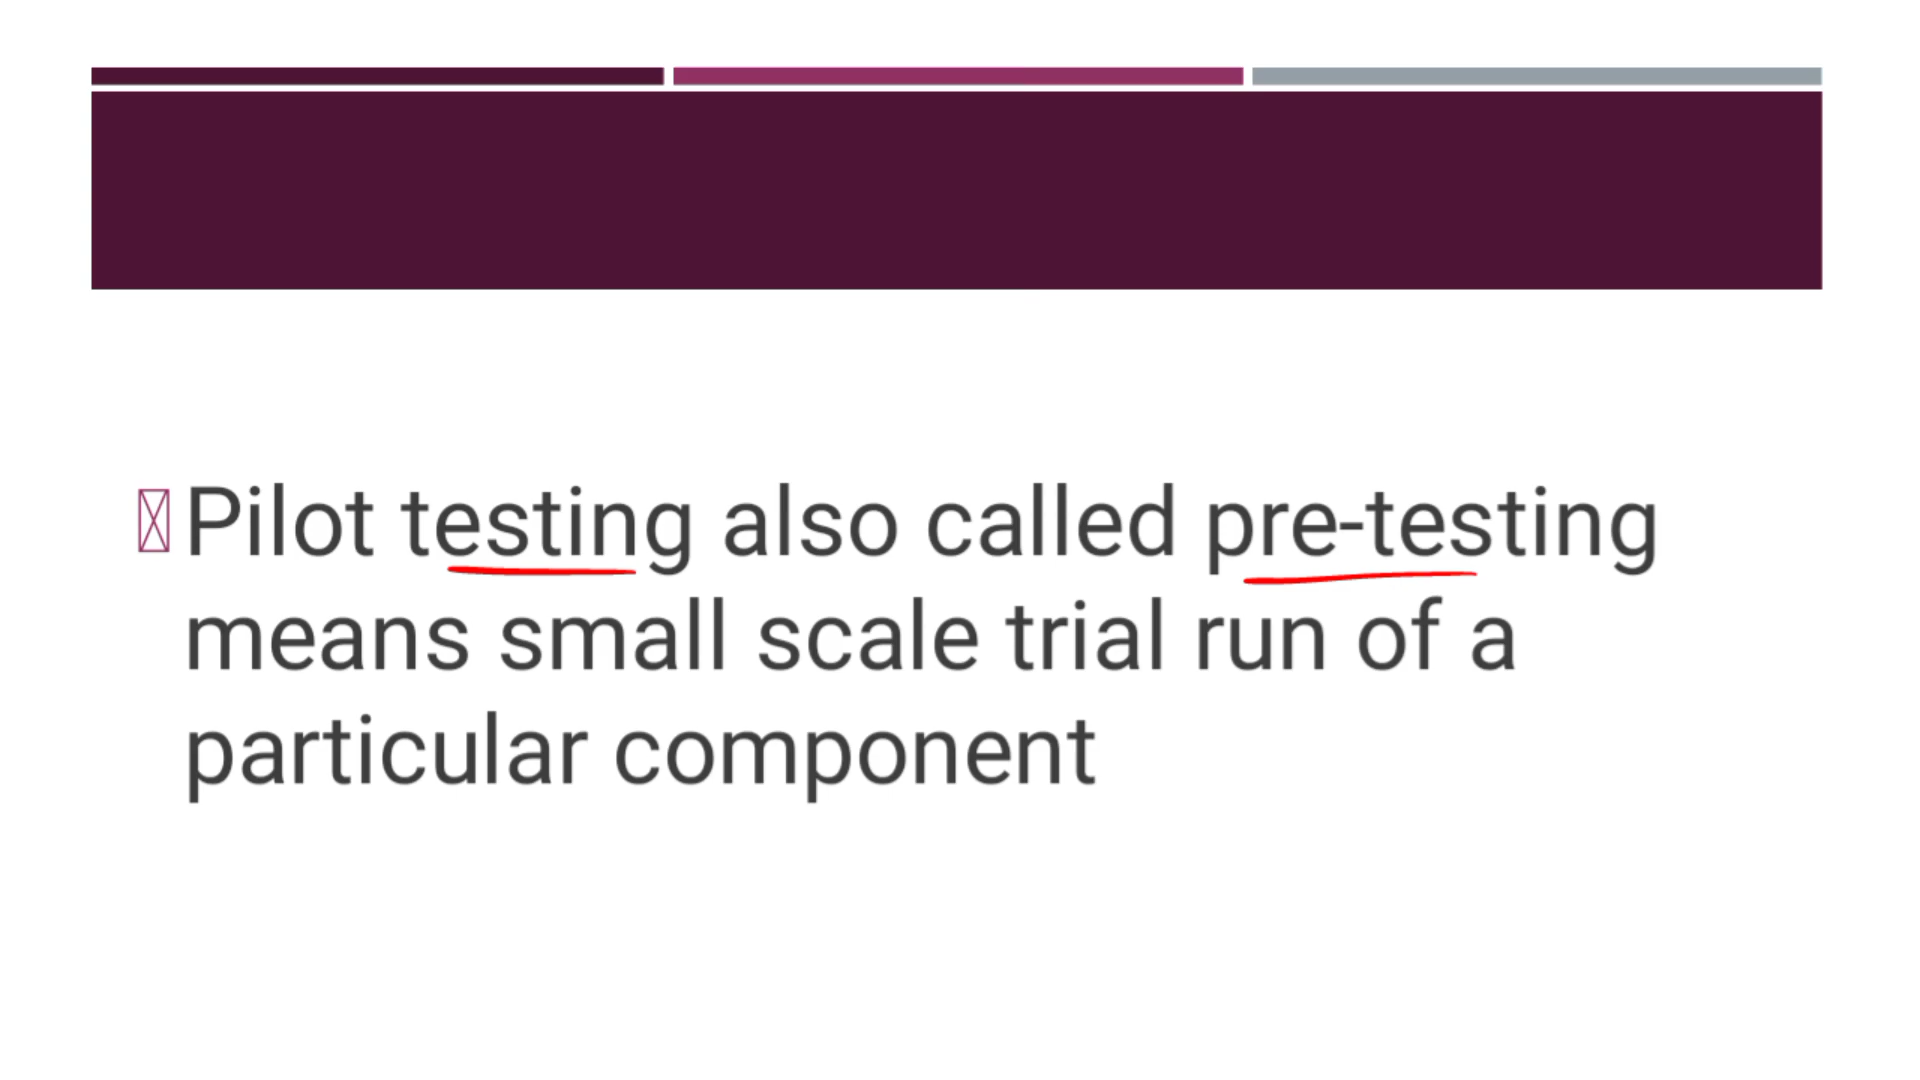 Pilot testing also called pre-testing
means small scale trial run of a
particular component